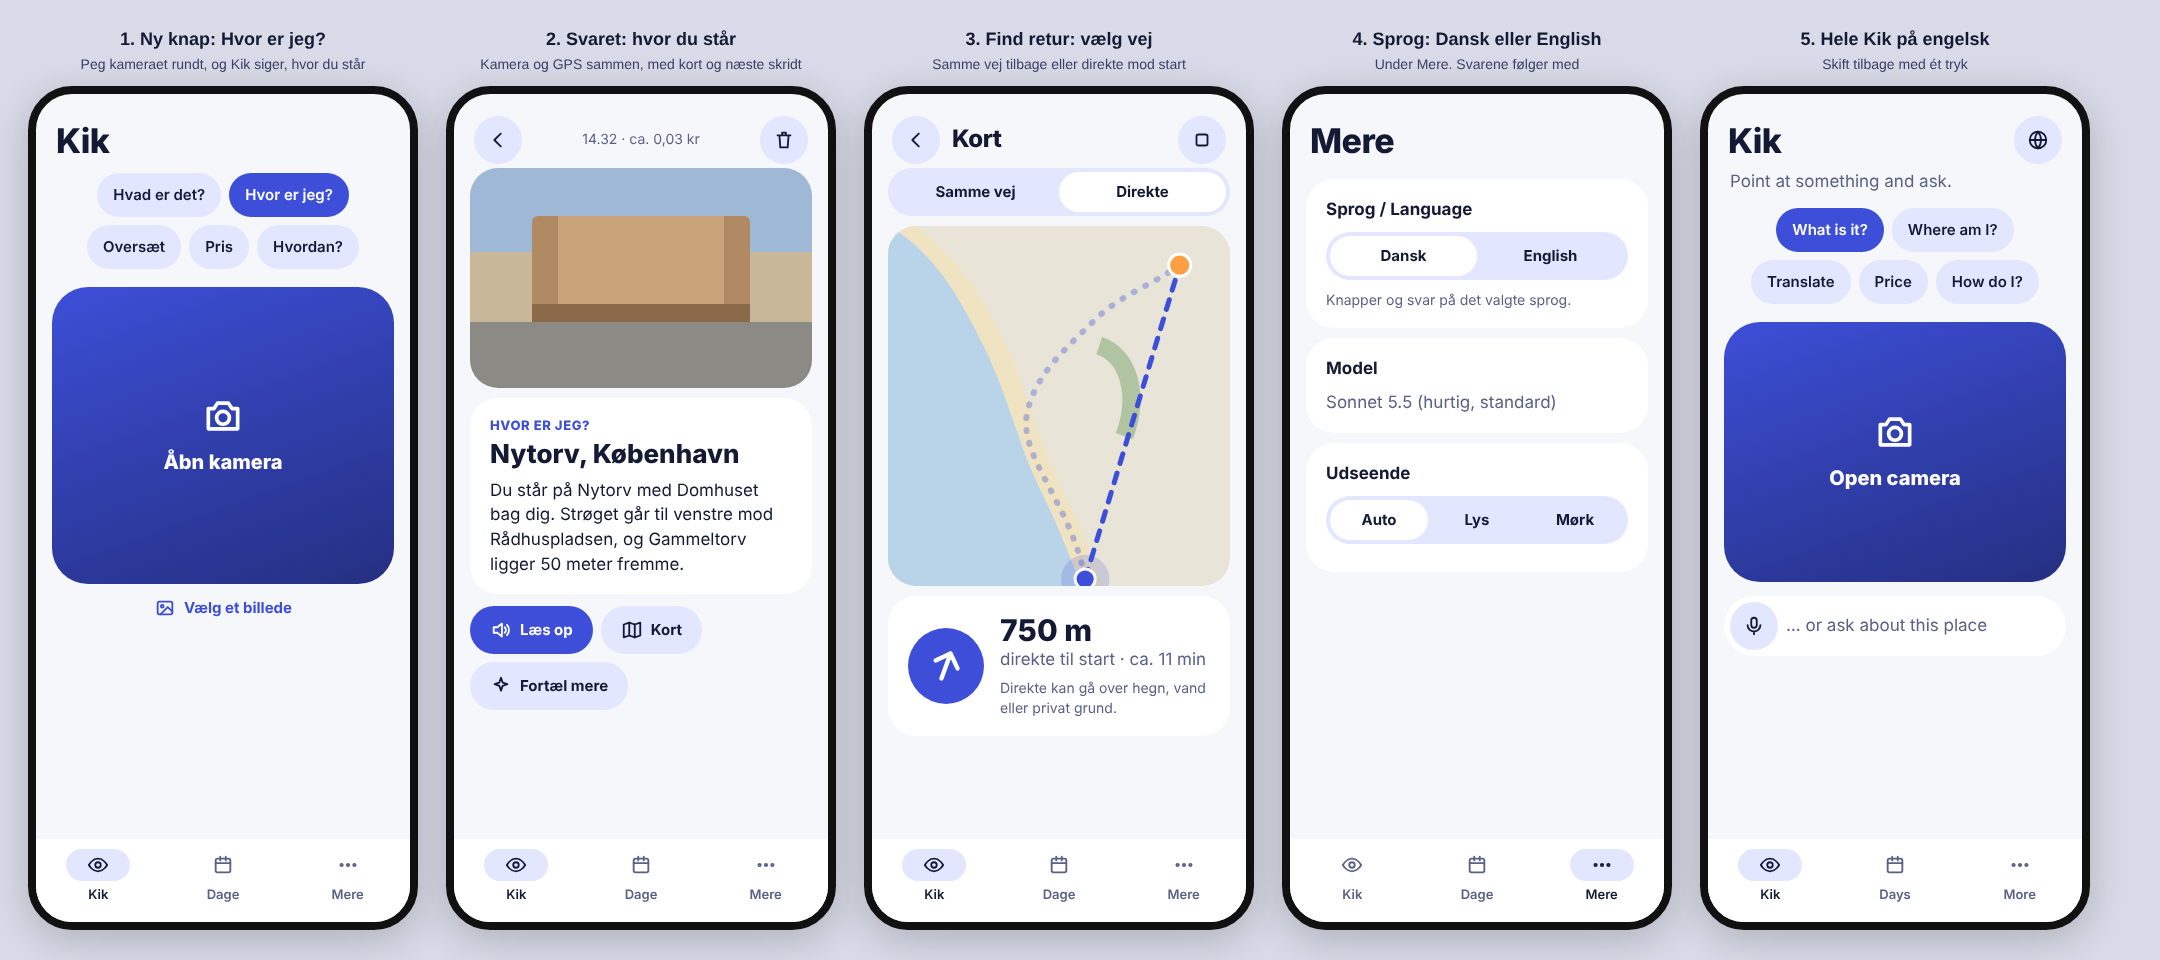 1. Ny knap: Hvor er jeg?
Peg kameraet rundt, og Kik siger, hvor du står
Kik
Hvad er det?
Hvor er jeg?
Oversæt
Pris
Hvordan?
Åbn kamera
Vælg et billede
Kik
Dage
Mere
2. Svaret: hvor du står
Kamera og GPS sammen, med kort og næste skridt
14.32 · ca. 0,03 kr
HVOR ER JEG?
Nytorv, København
Du står på Nytorv med Domhuset
bag dig. Strøget går til venstre mod
Rådhuspladsen, og Gammeltorv
ligger 50 meter fremme.
Læs op
Kort
Fortæl mere
Kik
Dage
Mere
3. Find retur: vælg vej
Samme vej tilbage eller direkte mod start
Kort
Samme vej
Direkte
750 m
direkte til start · ca. 11 min
Direkte kan gå over hegn, vand
eller privat grund.
Kik
Dage
Mere
4. Sprog: Dansk eller English
Under Mere. Svarene følger med
Mere
Sprog / Language
Dansk
English
Knapper og svar på det valgte sprog.
Model
Sonnet 5.5 (hurtig, standard)
Udseende
Auto
Lys
Mørk
Kik
Dage
Mere
5. Hele Kik på engelsk
Skift tilbage med ét tryk
Kik
Point at something and ask.
What is it?
Where am I?
Translate
Price
How do I?
Open camera
... or ask about this place
Kik
Days
More